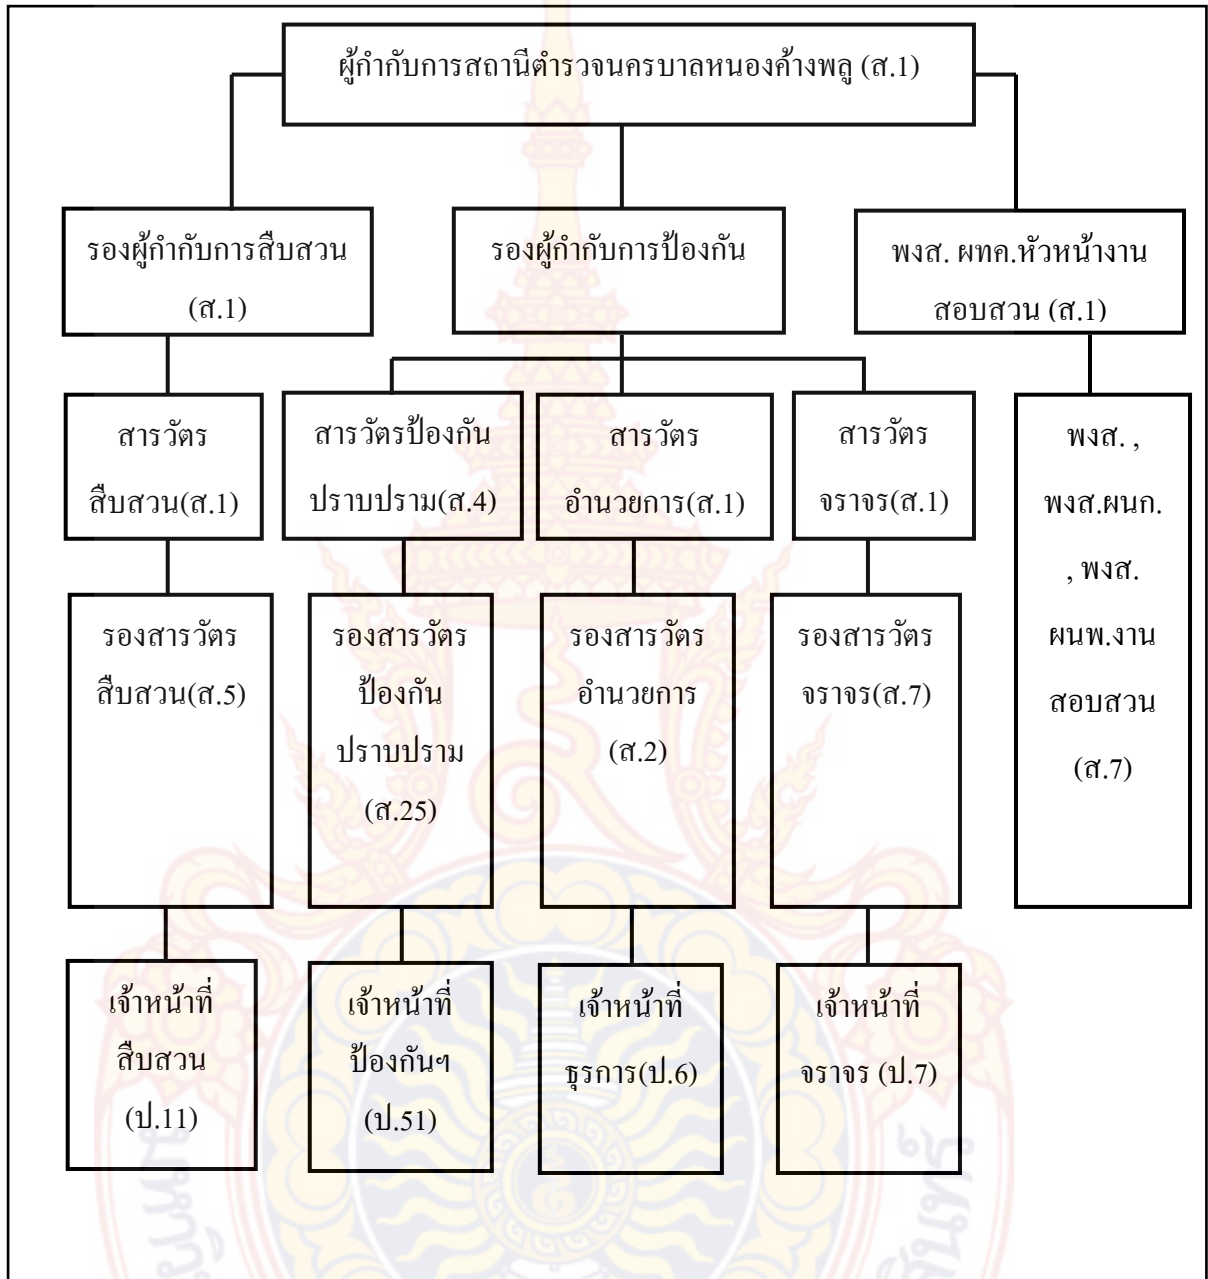 ผู้กำกับการสถานีตำรวจนครบาลหนองค้างพลู (ส.1)
รองผู้กำกับการสืบสวน
(ส.1)
รองผู้กำกับการป้องกัน
พงส. ผทค.หัวหน้างาน
สอบสวน (ส.1)
สารวัตร
สืบสวน(ส.1)
สารวัตรป้องกัน
ปราบปราม(ส.4)
สารวัตร
อำนวยการ(ส.1)
สารวัตร
จราจร(ส.1)
พงส. ,
พงส.ผนก.
, พงส.
ผนพ.งาน
สอบสวน
(ส.7)
รองสารวัตร
สืบสวน(ส.5)
รองสารวัตร
ป้องกัน
ปราบปราม
(ส.25)
รองสารวัตร
อำนวยการ
(ส.2)
รองสารวัตร
จราจร(ส.7)
เจ้าหน้าที่
สืบสวน
(ป.11)
เจ้าหน้าที่
ป้องกันฯ
(ป.51)
เจ้าหน้าที่
ธุรการ(ป.6)
เจ้าหน้าที่
จราจร (ป.7)